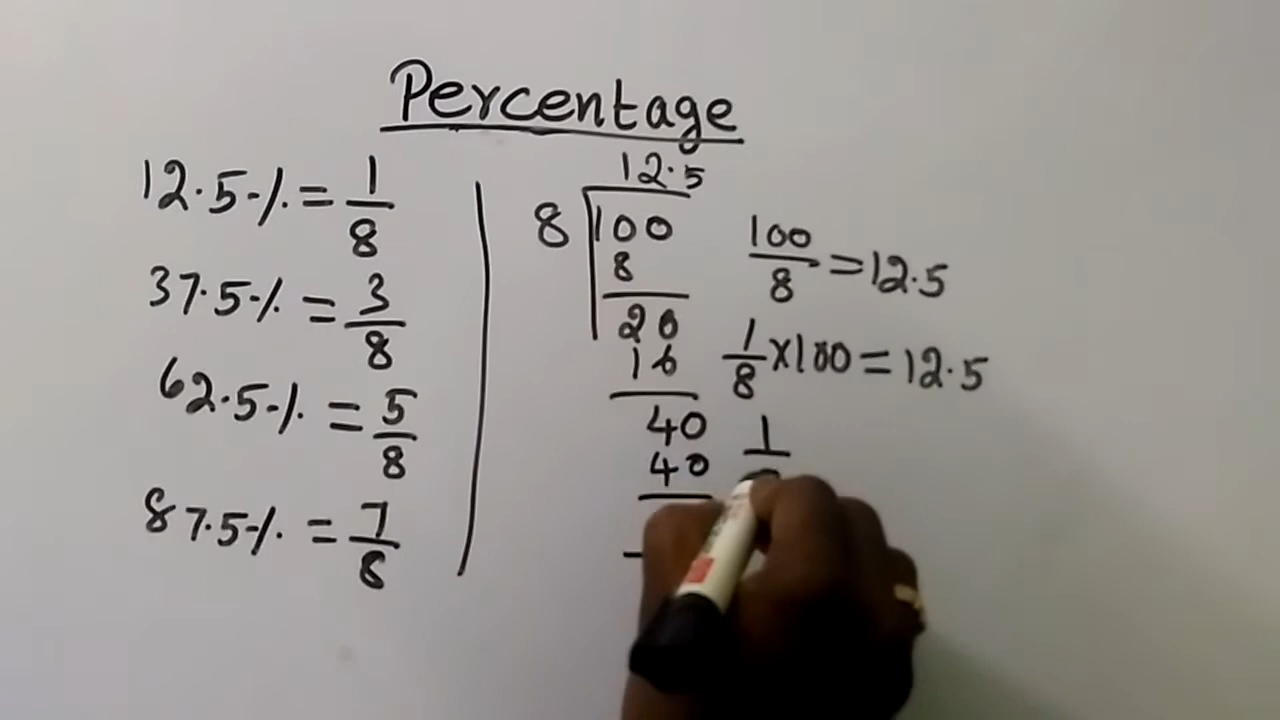 Percentage
12.5% = 1/8
37.5% = 3/8
62.5% = 5/8
87.5% = 7/8
12.5
8 100
8
20
16
40
40
100/8 = 12.5
1/8 × 100 = 12.5
1